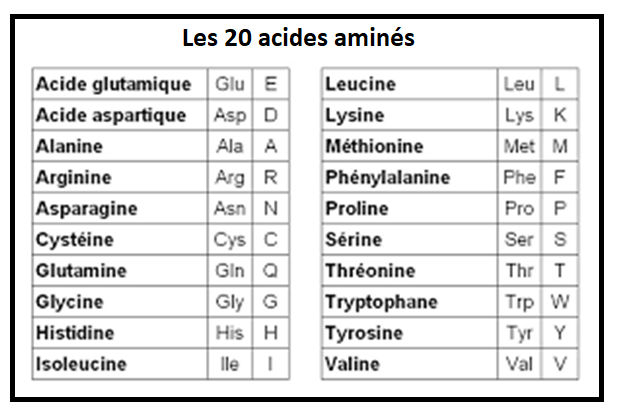 Les 20 acides aminés
Acide glutamique Glu E
Acide aspartique Asp D
Alanine Ala A
Arginine Arg R
Asparagine Asn N
Cystéine Cys C
Glutamine Gln Q
Glycine Gly G
Histidine His H
Isoleucine Ile I
Leucine Leu L
Lysine Lys K
Méthionine Met M
Phénylalanine Phe F
Proline Pro P
Sérine Ser S
Thréonine Thr T
Tryptophane Trp W
Tyrosine Tyr Y
Valine Val V